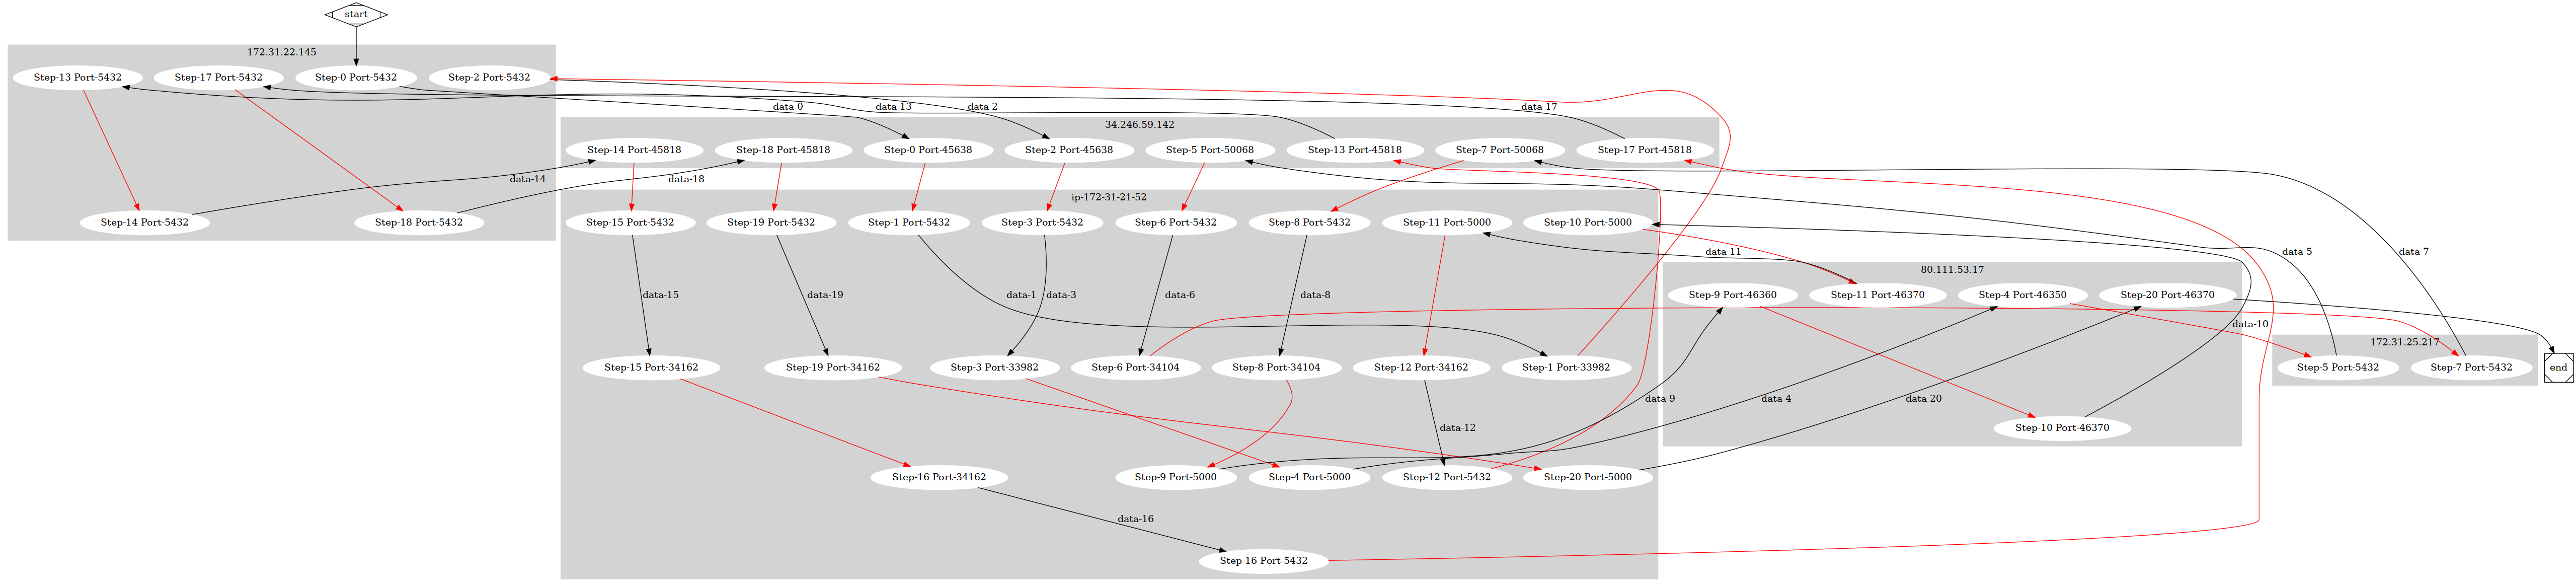 start
172.31.22.145
Step-13 Port-5432
Step-17 Port-5432
Step-0 Port-5432
Step-2 Port-5432
data-0
data-13
data-2
data-17
34.246.59.142
Step-14 Port-45818
Step-18 Port-45818
Step-0 Port-45638
Step-2 Port-45638
Step-5 Port-50068
Step-13 Port-45818
Step-7 Port-50068
Step-17 Port-45818
data-14
data-18
ip-172-31-21-52
Step-14 Port-5432
Step-18 Port-5432
Step-15 Port-5432
Step-19 Port-5432
Step-1 Port-5432
Step-3 Port-5432
Step-6 Port-5432
Step-8 Port-5432
Step-11 Port-5000
Step-10 Port-5000
data-11
data-5
data-7
80.111.53.17
data-15
data-19
data-1
data-3
data-6
data-8
Step-9 Port-46360
Step-11 Port-46370
Step-4 Port-46350
Step-20 Port-46370
data-10
172.31.25.217
Step-15 Port-34162
Step-19 Port-34162
Step-3 Port-33982
Step-6 Port-34104
Step-8 Port-34104
Step-12 Port-34162
Step-1 Port-33982
Step-5 Port-5432
Step-7 Port-5432
end
data-9
data-4
data-20
data-12
Step-10 Port-46370
Step-16 Port-34162
Step-9 Port-5000
Step-4 Port-5000
Step-12 Port-5432
Step-20 Port-5000
data-16
Step-16 Port-5432